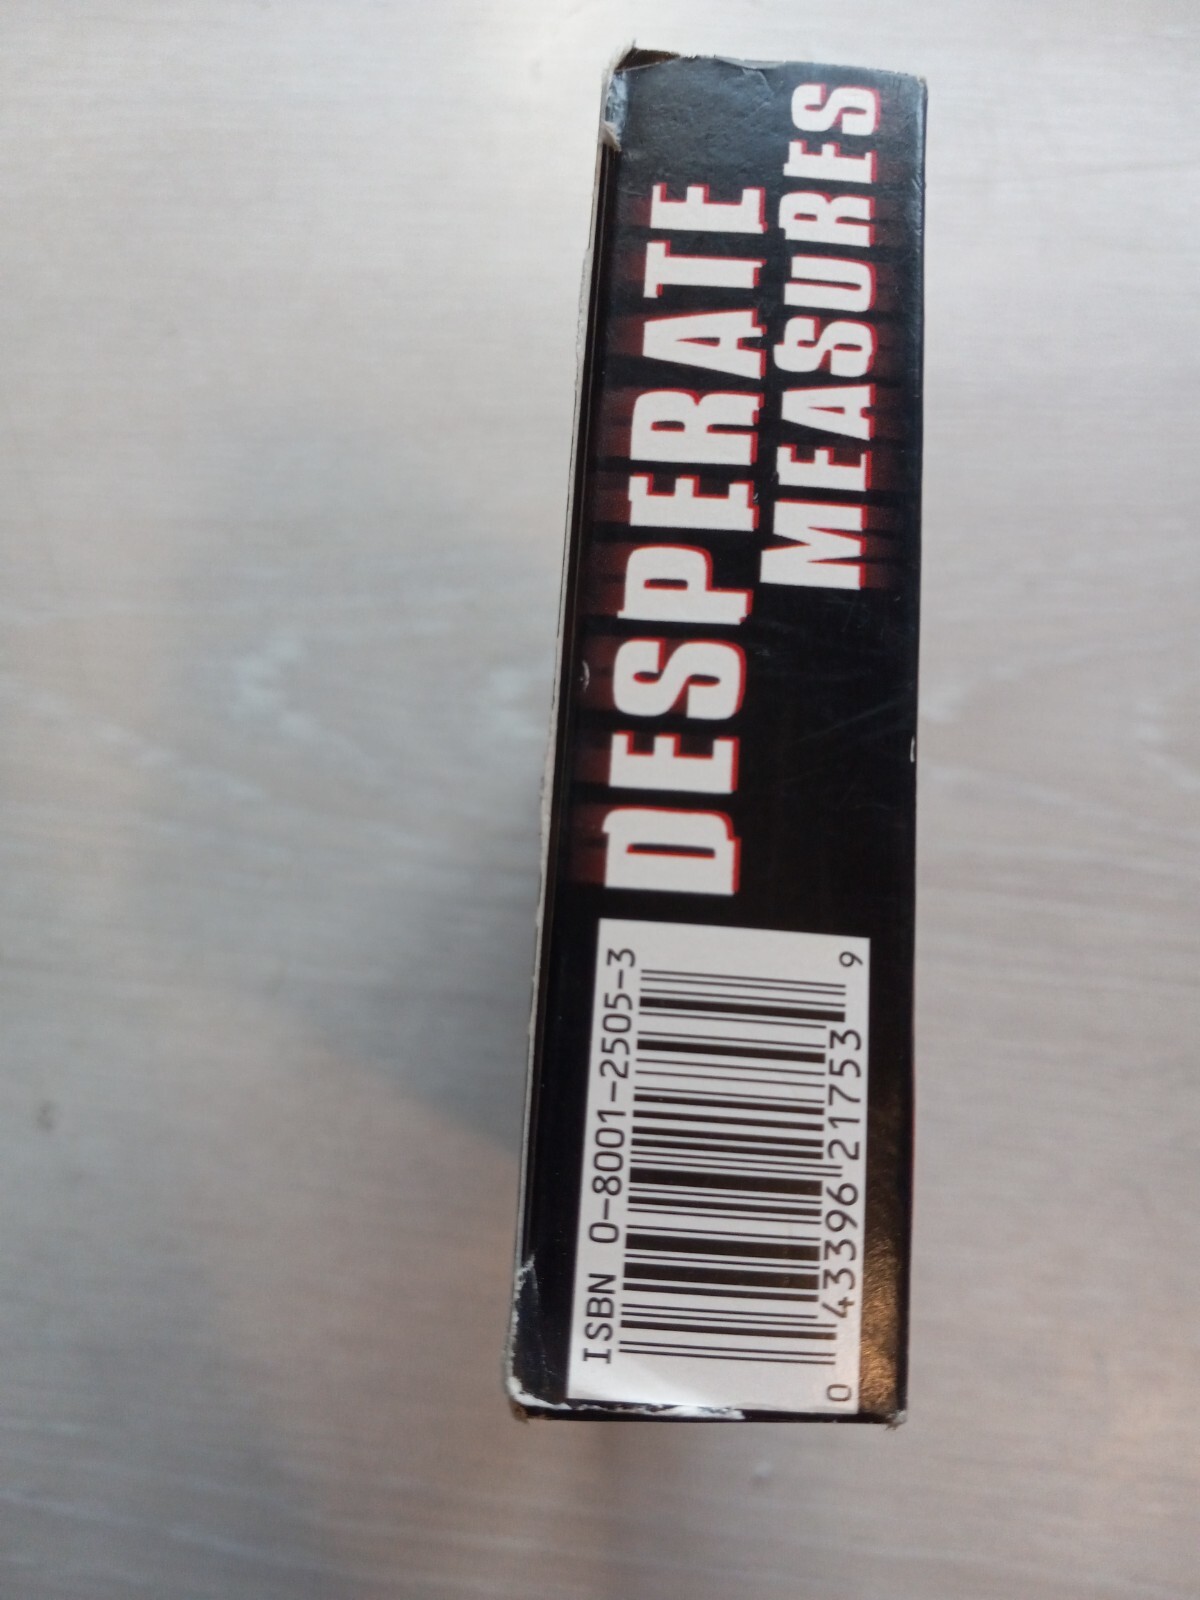 DESPERATE
MEASURES
ISBN 0-8001-2505-3
0 43396 21753 9